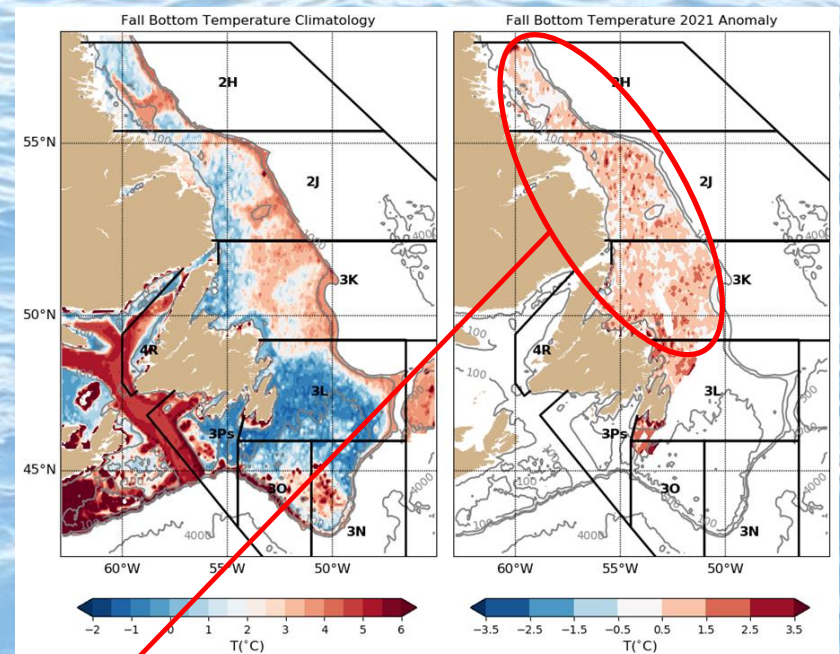 Fall Bottom Temperature Climatology
2H
55°N
2J
3K
50°N
4R
3L
3Ps
45°N
3O
3N
4000
60°W
55°W
50°W
−2 −1 0 1 2 3 4 5 6
T(°C)
Fall Bottom Temperature 2021 Anomaly
2H
2J
4000
3K
4R
100
100
3L
3Ps
3O
3N
4000
4000
60°W
55°W
50°W
−3.5 −2.5 −1.5 −0.5 0.5 1.5 2.5 3.5
T(°C)